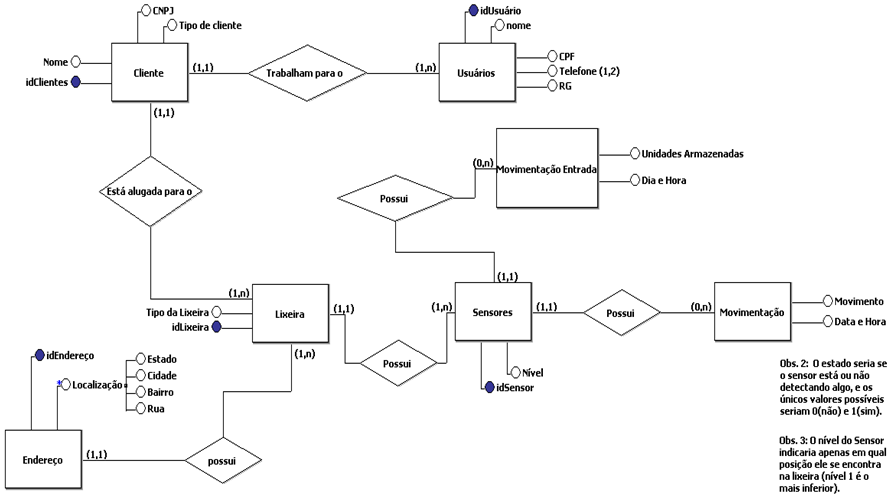 CNPJ
Tipo de cliente
Nome
idClientes
Cliente
(1,1)
Trabalham para o
(1,n)
idUsuário
nome
Usuários
CPF
Telefone (1,2)
RG
(1,1)
Está alugada para o
(1,n)
(0,n)
Movimentação Entrada
Unidades Armazenadas
Dia e Hora
Possui
(1,1)
Tipo da Lixeira
idLixeira
Lixeira
(1,1)
(1,n)
Possui
(1,n)
Sensores
(1,1)
Nível
idSensor
Possui
(0,n)
Movimentação
Movimento
Data e Hora
idEndereço
* Localização
Estado
Cidade
Bairro
Rua
Endereço
(1,1)
possui
Obs. 2: O estado seria se
o sensor está ou não
detectando algo, e os
únicos valores possíveis
seriam 0(não) e 1(sim).
Obs. 3: O nível do Sensor
indicaria apenas em qual
posição ele se encontra
na lixeira (nível 1 é o
mais inferior).